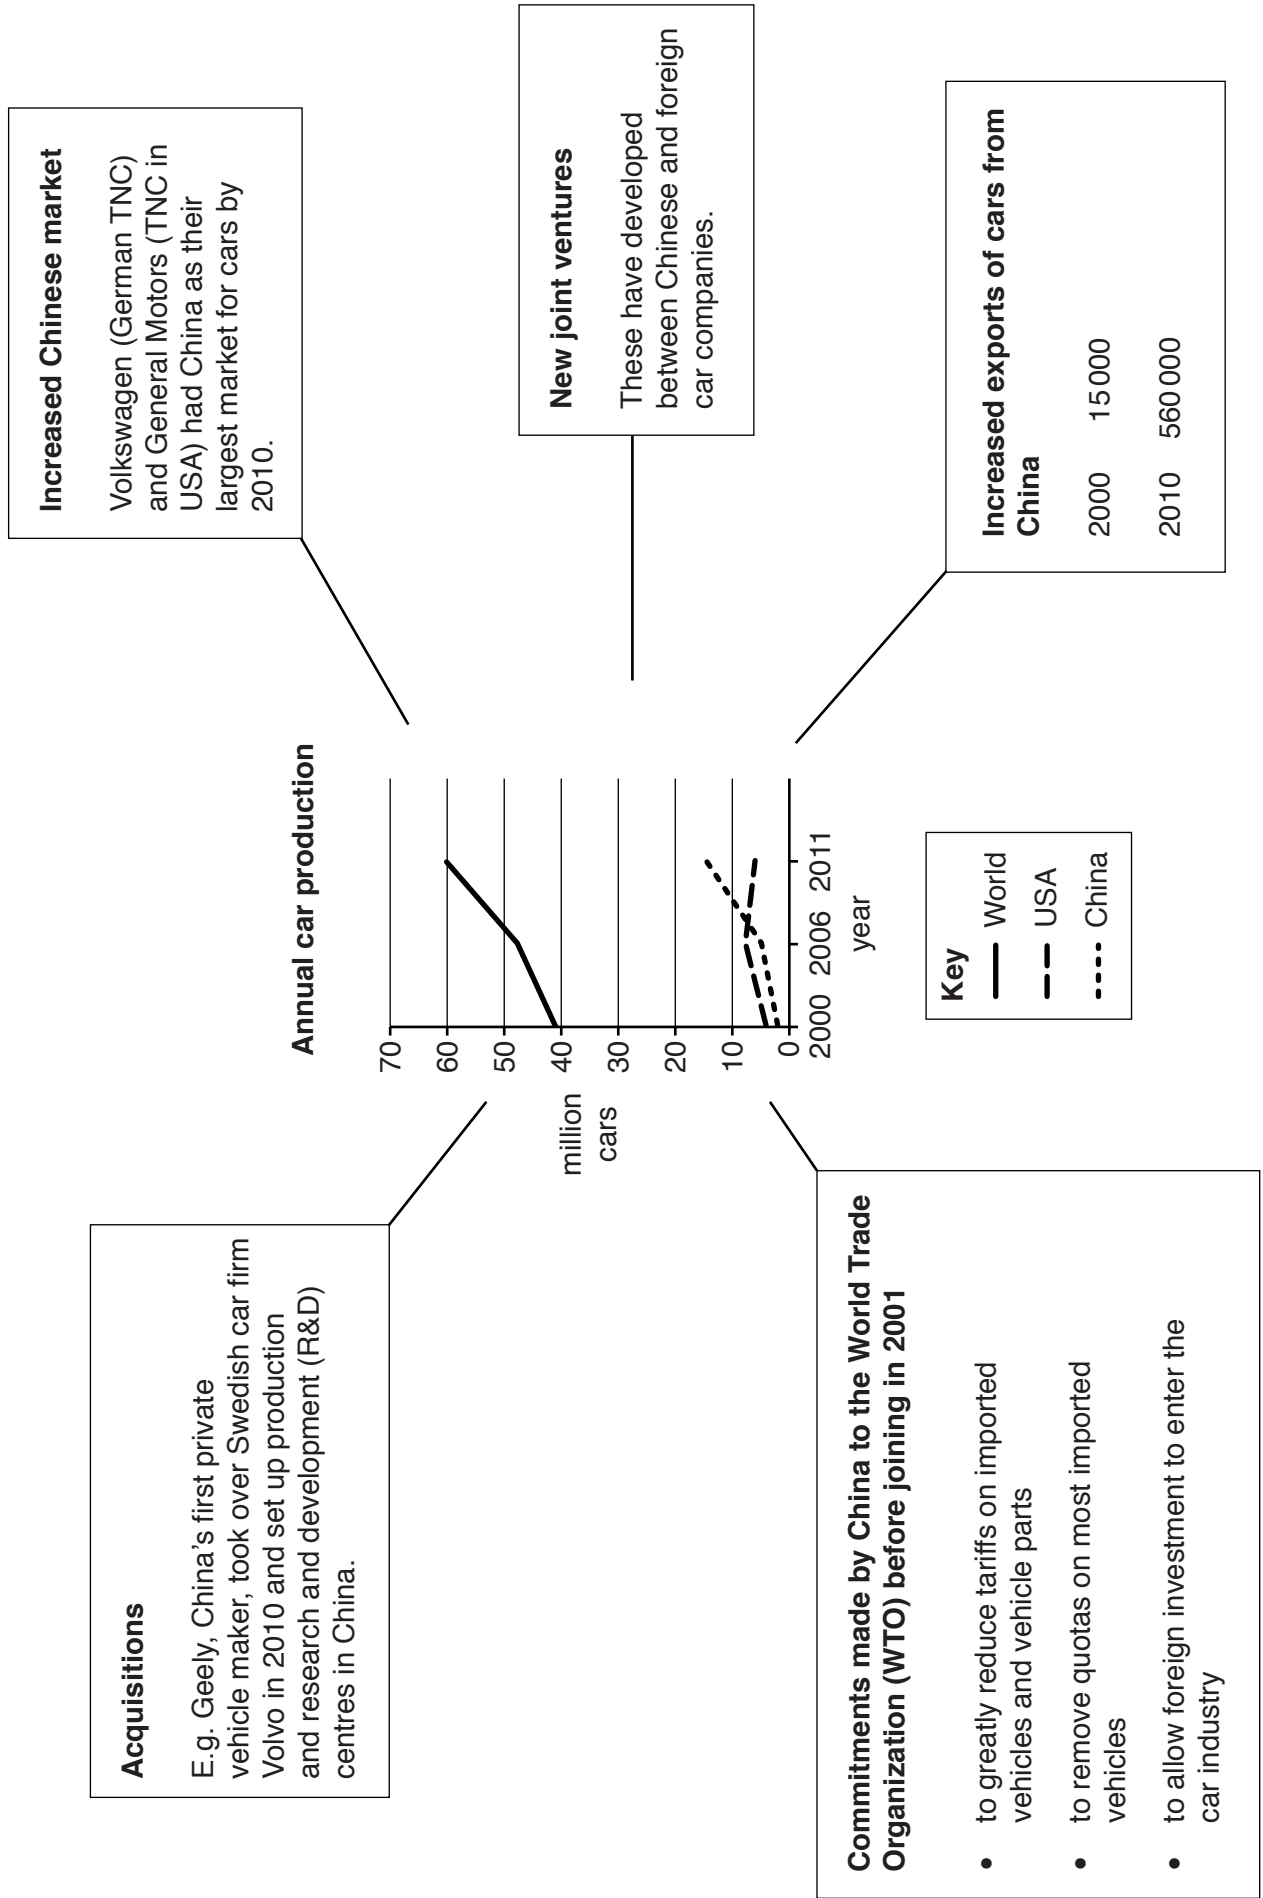 Acquisitions
E.g. Geely, China’s first private
vehicle maker, took over Swedish car firm
Volvo in 2010 and set up production
and research and development (R&D)
centres in China.
Increased Chinese market
Volkswagen (German TNC)
and General Motors (TNC in
USA) had China as their
largest market for cars by
2010.
Annual car production
70
60
50
40
30
20
10
0
million
cars
2000 2006 2011
year
New joint ventures
These have developed
between Chinese and foreign
car companies.
Commitments made by China to the World Trade
Organization (WTO) before joining in 2001
• to greatly reduce tariffs on imported
vehicles and vehicle parts
• to remove quotas on most imported
vehicles
• to allow foreign investment to enter the
car industry
Key
World
USA
China
Increased exports of cars from
China
2000 15 000
2010 560 000